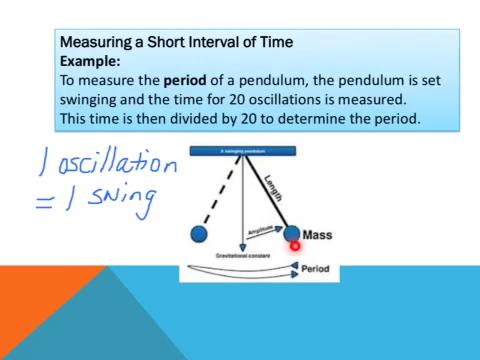 Measuring a Short Interval of Time
Example:
To measure the period of a pendulum, the pendulum is set
swinging and the time for 20 oscillations is measured.
This time is then divided by 20 to determine the period.
1 oscillation
= 1 swing
A swinging pendulum
Length
Amplitude
Mass
Gravitational constant
Period